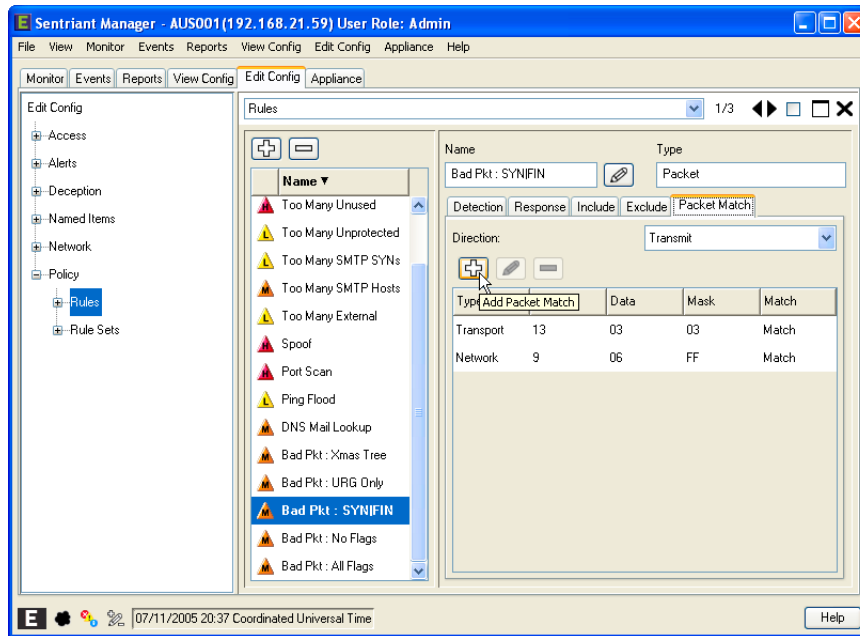 E Sentriant Manager - AUS001(192.168.21.59) User Role: Admin
File View Monitor Events Reports View Config Edit Config Appliance Help
Monitor Events Reports View Config Edit Config Appliance
Edit Config
Access
Alerts
Deception
Named Items
Network
Policy
Rules
Rule Sets
Rules 1/3
Name ▼
H Too Many Unused
L Too Many Unprotected
L Too Many SMTP SYNs
M Too Many SMTP Hosts
L Too Many External
H Spoof
H Port Scan
L Ping Flood
M DNS Mail Lookup
M Bad Pkt : Xmas Tree
M Bad Pkt : URG Only
M Bad Pkt : SYN|FIN
M Bad Pkt : No Flags
M Bad Pkt : All Flags
Name Type
Bad Pkt : SYN|FIN Packet
Detection Response Include Exclude Packet Match
Direction: Transmit
Add Packet Match
Type Data Mask Match
Transport 13 03 03 Match
Network 9 06 FF Match
E 07/11/2005 20:37 Coordinated Universal Time Help